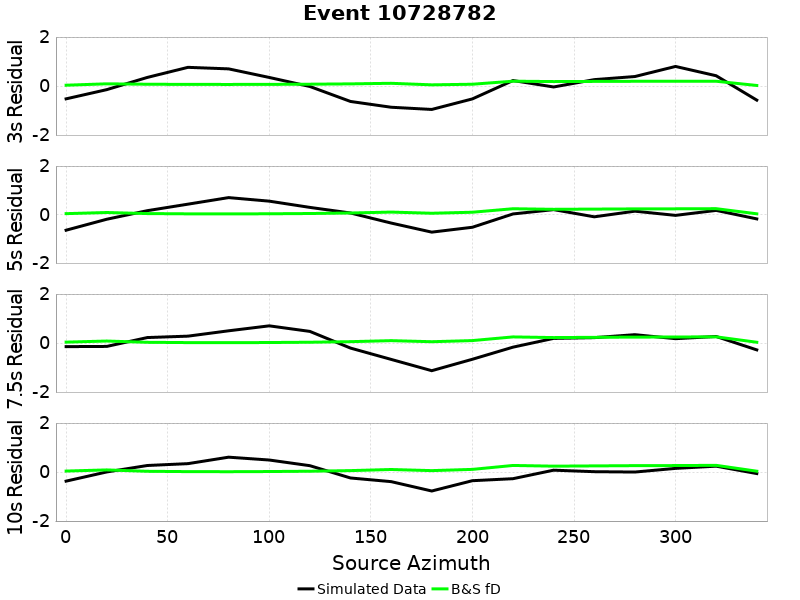 Event 10728782
3s Residual
2
0
-2
5s Residual
2
0
-2
7.5s Residual
2
0
-2
10s Residual
2
0
-2
0 50 100 150 200 250 300
Source Azimuth
Simulated Data B&S fD